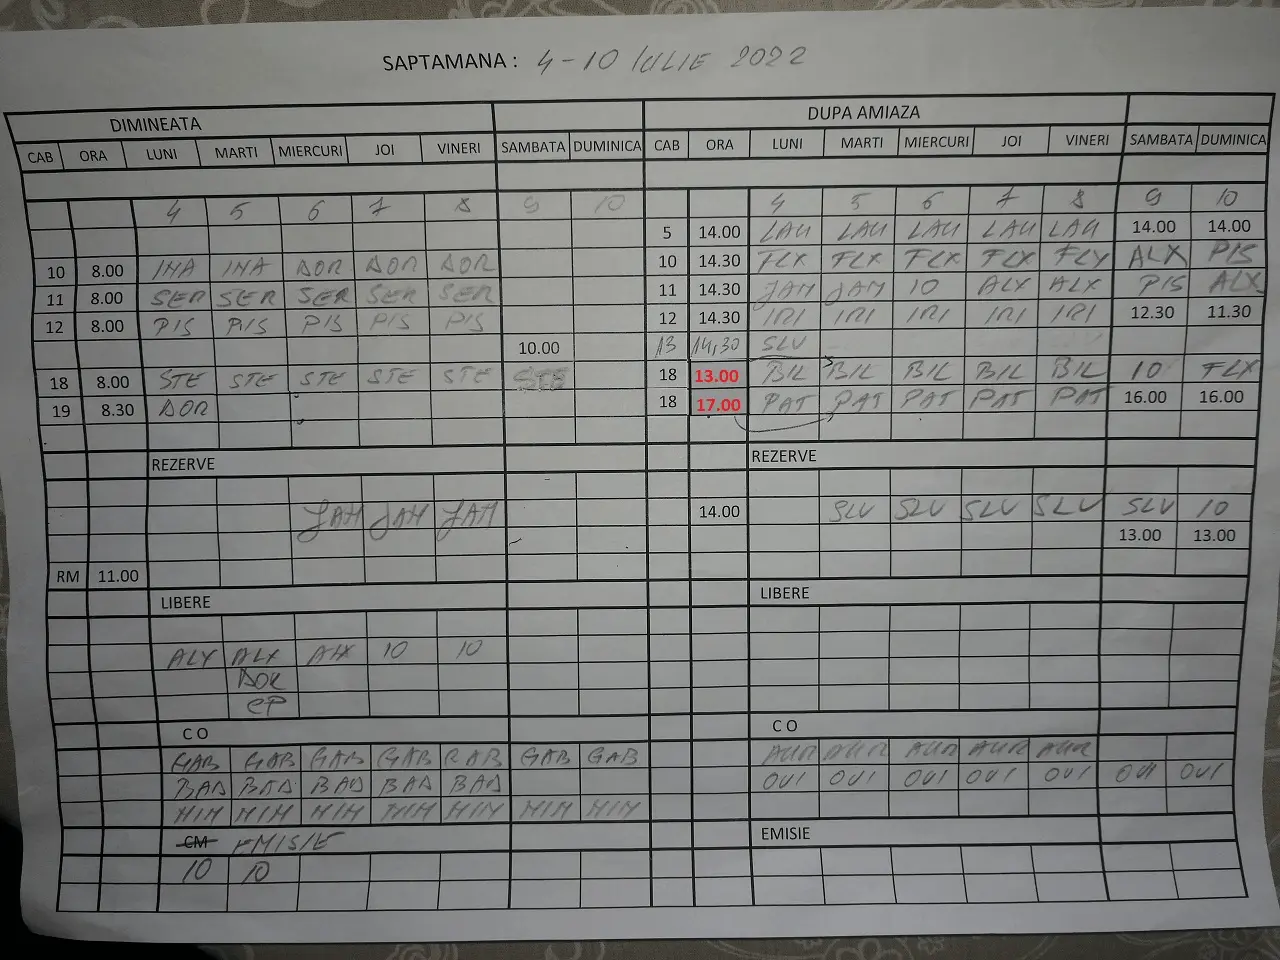 SAPTAMANA : 4 - 10 IULIE 2022
DIMINEATA DUPA AMIAZA
CAB ORA LUNI MARTI MIERCURI JOI VINERI SAMBATA DUMINICA CAB ORA LUNI MARTI MIERCURI JOI VINERI SAMBATA DUMINICA
4 5 6 7 8 9 10 4 5 6 7 8 9 10
5 14.00 LAU LAU LAU LAU LAU 14.00 14.00
10 8.00 INA INA DOR DOR DOR 10 14.30 FLX FLX FLX FLX FLX ALX PIS
11 8.00 SER SER SER SER SER 11 14.30 JAH JAH 10 ALX ALX PIS ALX
12 8.00 PIS PIS PIS PIS PIS 12 14.30 IRI IRI IRI IRI IRI 12.30 11.30
10.00 13 14,30 SLV
18 8.00 STE STE STE STE STE STE 18 13.00 BIL BIL BIL BIL BIL 10 FLX
19 8.30 DOR 18 17.00 PAT PAT PAT PAT PAT 16.00 16.00
REZERVE REZERVE
JAH JAH JAH 14.00 SLV SLV SLV SLV SLV 10
13.00 13.00
RM 11.00
LIBERE LIBERE
ALX ALX ALX 10 10
DOR
CP
CO CO
GAB GAB GAB GAB GAB GAB GAB AUR AUR AUR AUR AUR
BAD BAD BAD BAD BAD OVI OVI OVI OVI OVI OVI OVI
MIH MIH MIH MIH MIH MIH MIH
CM EMISIE EMISIE
10 10